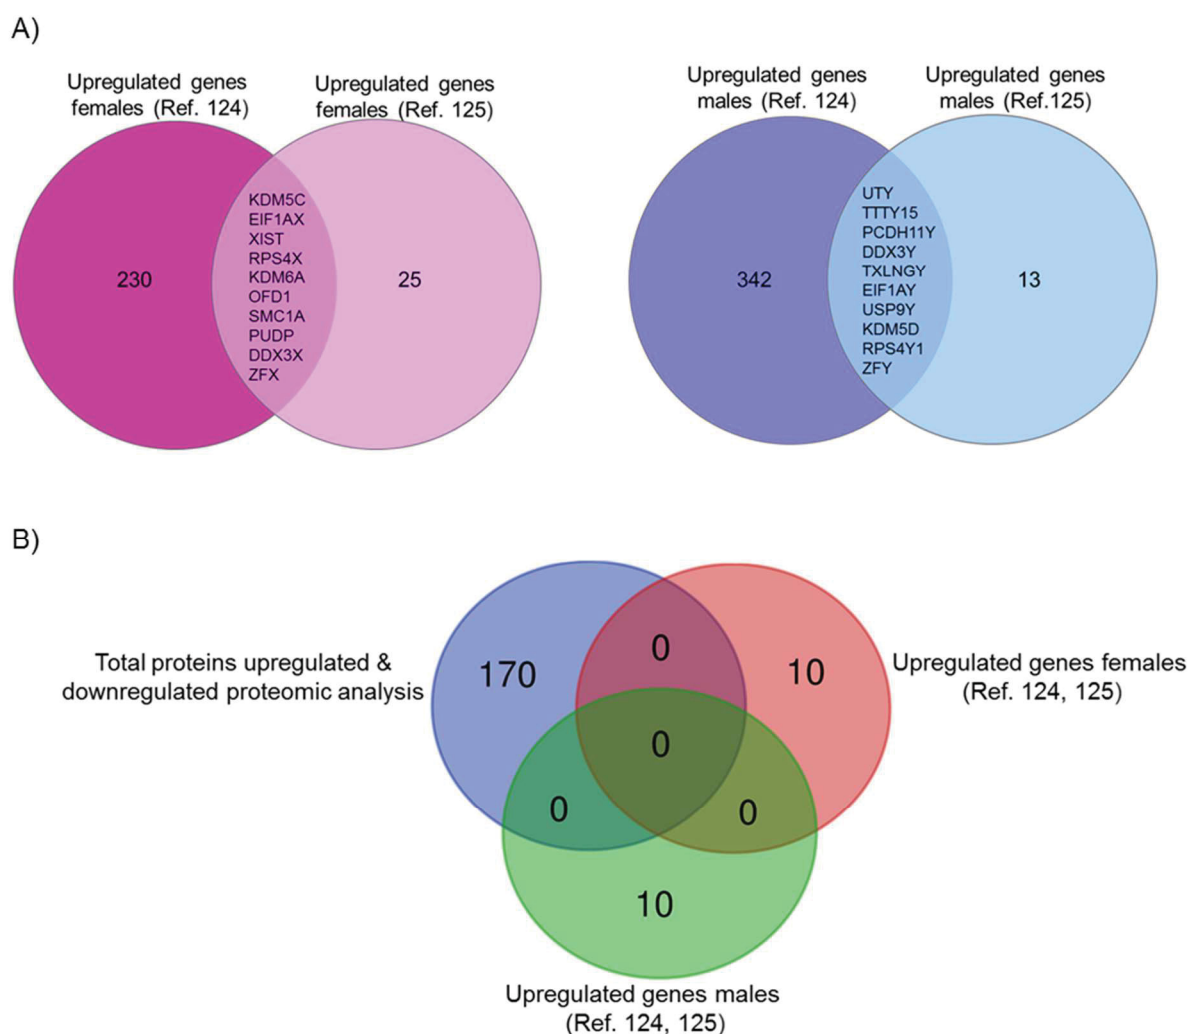 A)
Upregulated genes
females (Ref. 124)
Upregulated genes
females (Ref. 125)
230
KDM5C
EIF1AX
XIST
RPS4X
KDM6A
OFD1
SMC1A
PUDP
DDX3X
ZFX
25
Upregulated genes
males (Ref. 124)
Upregulated genes
males (Ref.125)
342
UTY
TTTY15
PCDH11Y
DDX3Y
TXLNGY
EIF1AY
USP9Y
KDM5D
RPS4Y1
ZFY
13
B)
Total proteins upregulated &
downregulated proteomic analysis
170
0
10
Upregulated genes females
(Ref. 124, 125)
0
0
0
10
Upregulated genes males
(Ref. 124, 125)